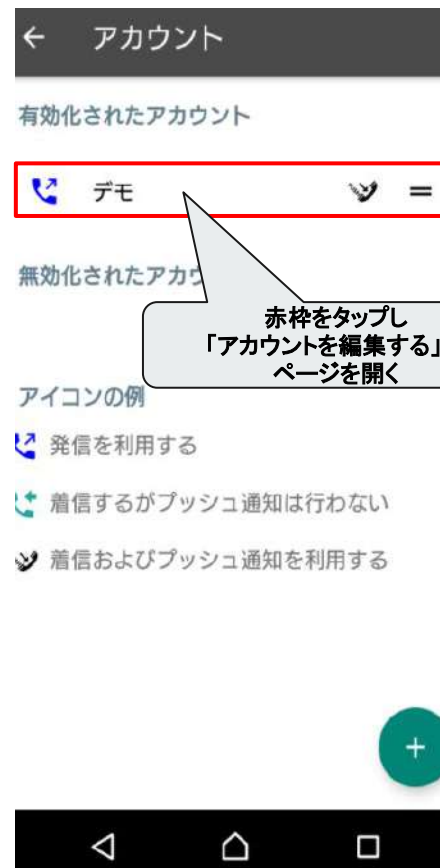 アカウント
有効化されたアカウント
デモ
無効化されたアカウ
赤枠をタップし
「アカウントを編集する」
ページを開く
アイコンの例
発信を利用する
着信するがプッシュ通知は行わない
着信およびプッシュ通知を利用する